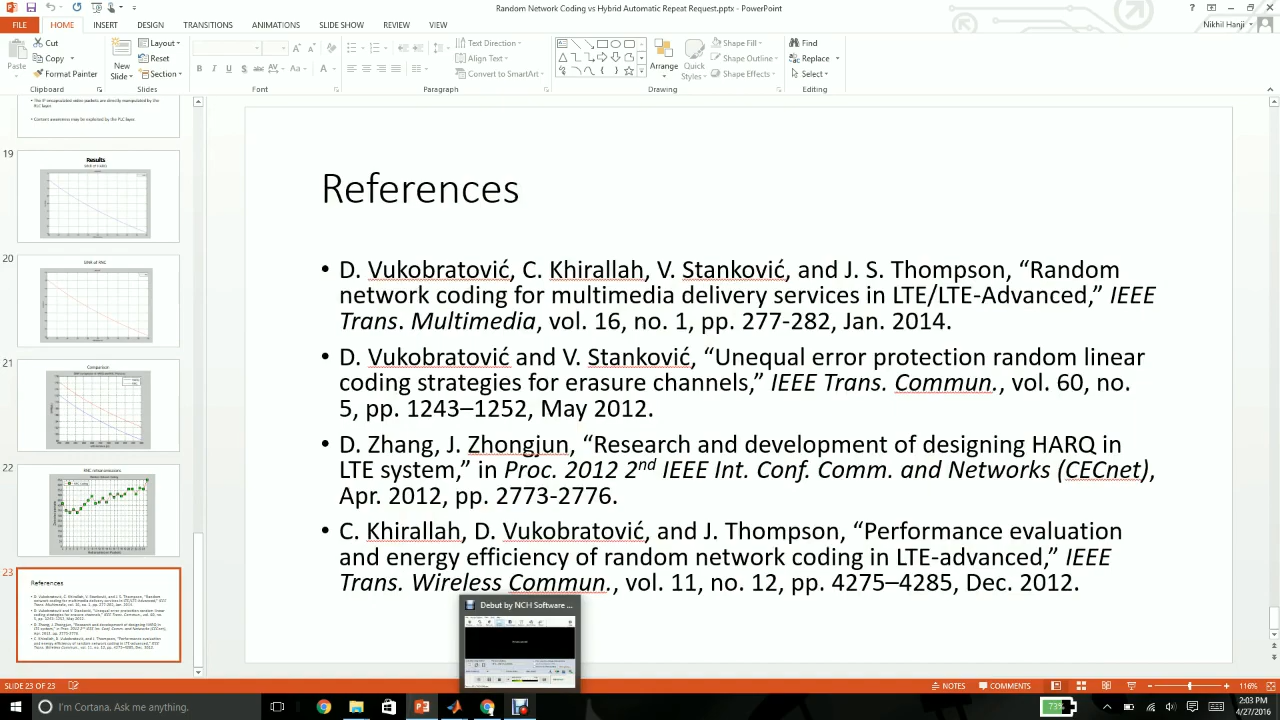 Random Network Coding vs Hybrid Automatic Repeat Request.pptx - PowerPoint
FILE HOME INSERT DESIGN TRANSITIONS ANIMATIONS SLIDE SHOW REVIEW VIEW
Nikhil Hanji
Paste
Cut
Copy
Format Painter
Clipboard
New Slide
Layout
Reset
Section
Slides
B I U S abc AV Aa A
Font
Text Direction
Align Text
Convert to SmartArt
Paragraph
Arrange
Quick Styles
Shape Fill
Shape Outline
Shape Effects
Drawing
Find
Replace
Select
Editing
19
Results
20
21
Comparison
22
23
References
References
• D. Vukobratović, C. Khirallah, V. Stanković, and J. S. Thompson, “Random
network coding for multimedia delivery services in LTE/LTE-Advanced,” IEEE
Trans. Multimedia, vol. 16, no. 1, pp. 277-282, Jan. 2014.
• D. Vukobratović and V. Stanković, “Unequal error protection random linear
coding strategies for erasure channels,” IEEE Trans. Commun., vol. 60, no.
5, pp. 1243–1252, May 2012.
• D. Zhang, J. Zhongjun, “Research and development of designing HARQ in
LTE system,” in Proc. 2012 2nd IEEE Int. Conf. Comm. and Networks (CECnet),
Apr. 2012, pp. 2773-2776.
• C. Khirallah, D. Vukobratović, and J. Thompson, “Performance evaluation
and energy efficiency of random network coding in LTE-advanced,” IEEE
Trans. Wireless Commun., vol. 11, no. 12, pp. 4275–4285, Dec. 2012.
Debut by NCH Software ...
SLIDE 23 OF 23
NOTES COMMENTS 116%
I'm Cortana. Ask me anything.
73%
2:03 PM
4/27/2016